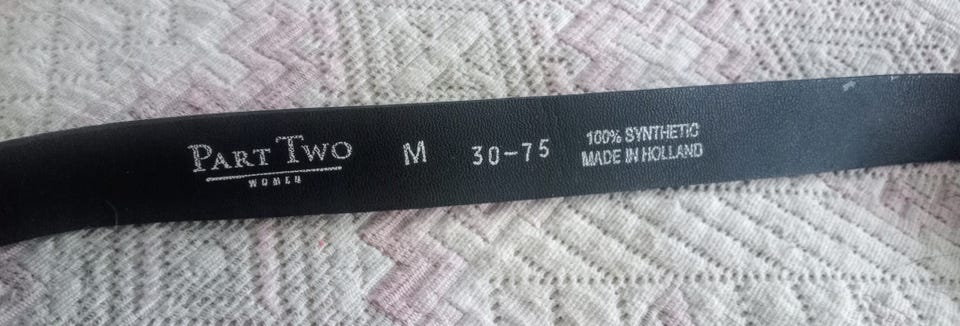 PART TWO
WOMEN
M
30-75
100% SYNTHETIC
MADE IN HOLLAND